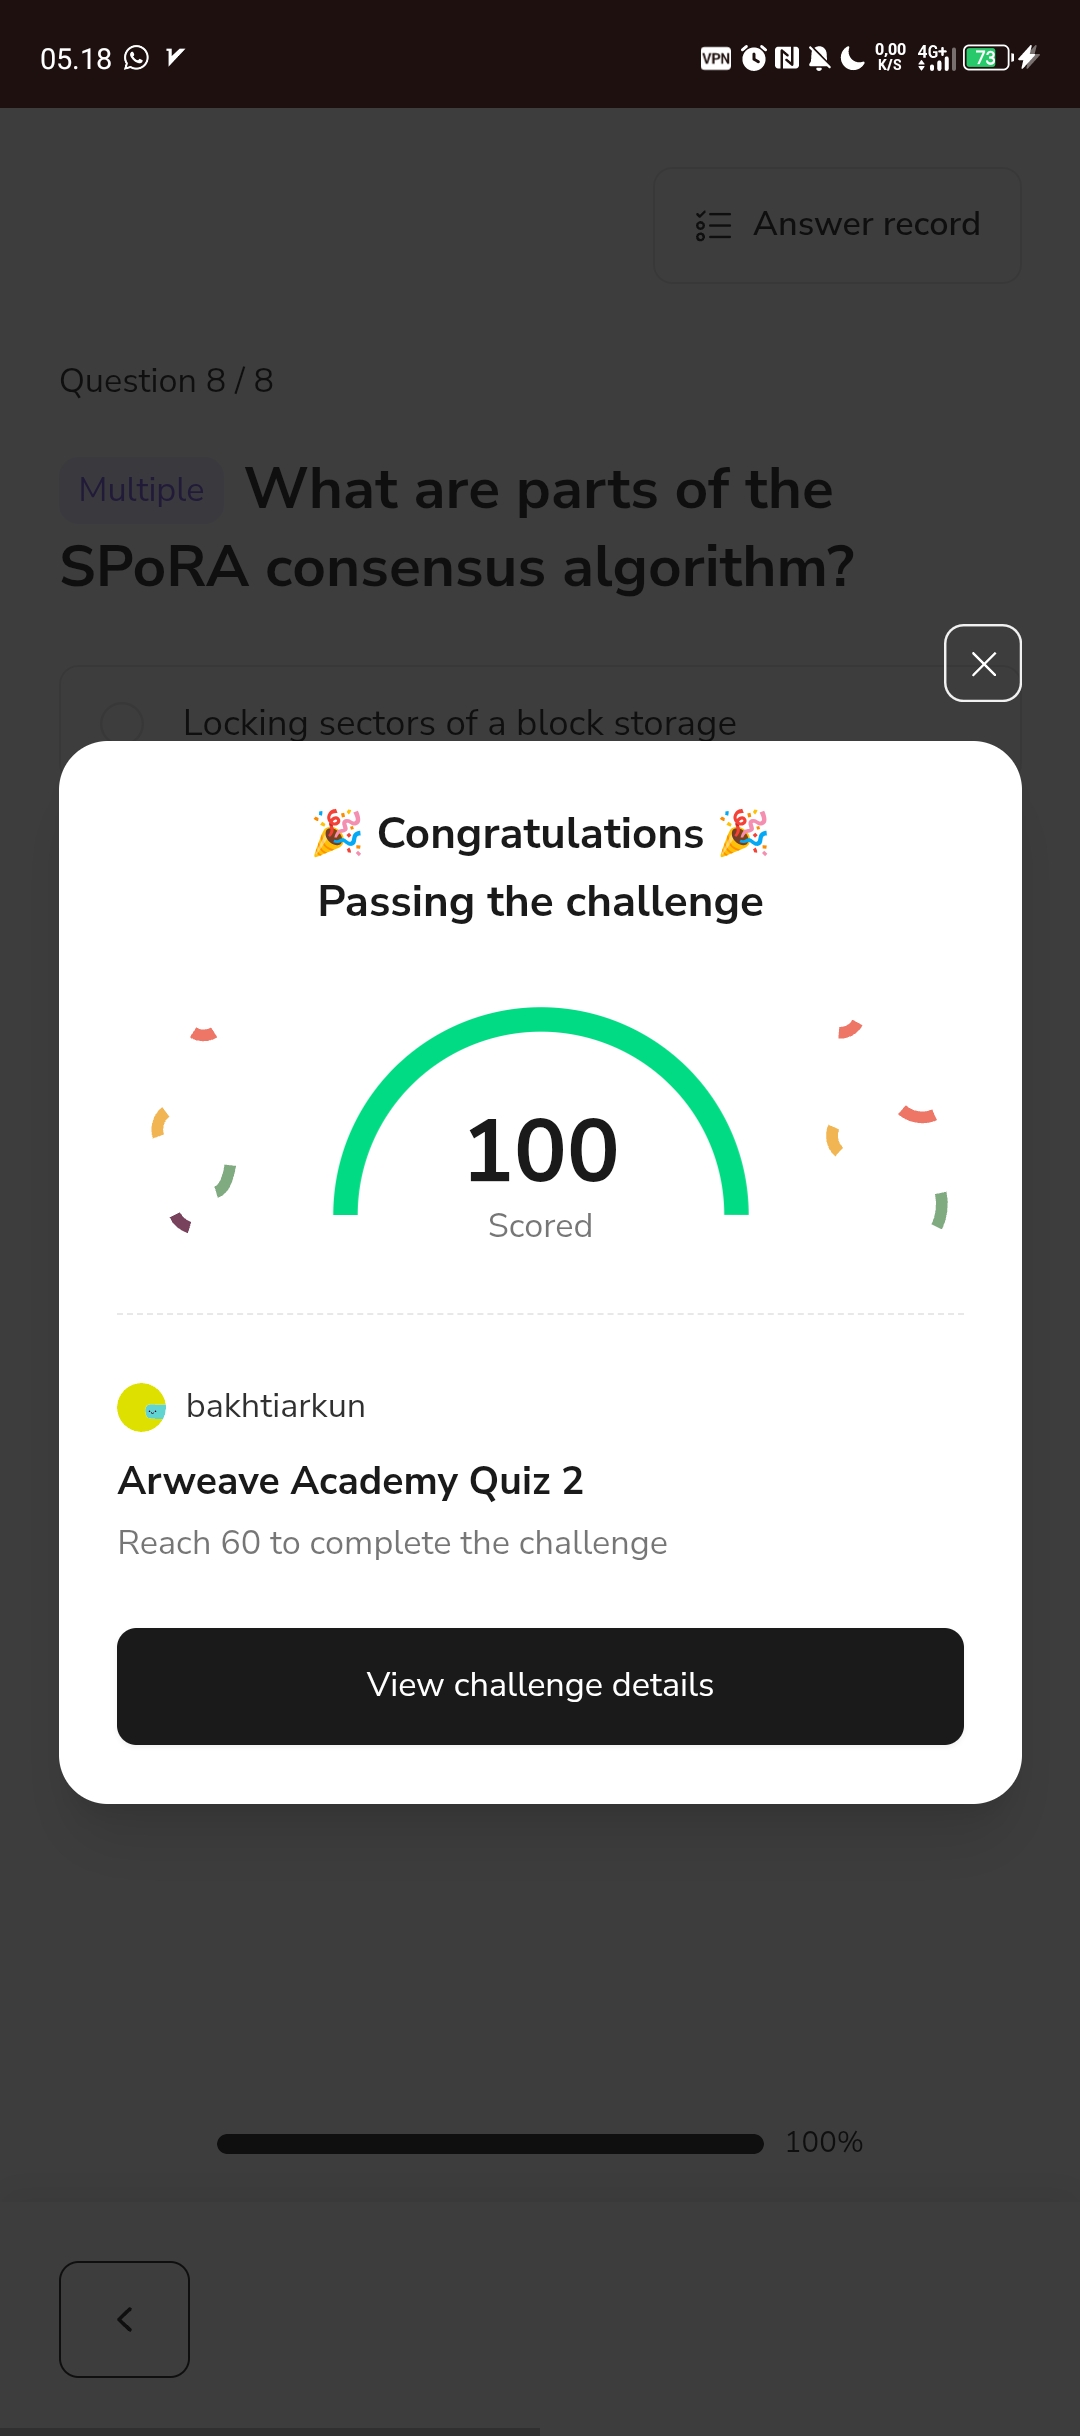 05.18
VPN 0,00 K/S 4G+ 73
Answer record
Question 8 / 8
Multiple What are parts of the
SPoRA consensus algorithm?
Locking sectors of a block storage
🎉 Congratulations 🎉
Passing the challenge
100
Scored
bakhtiarkun
Arweave Academy Quiz 2
Reach 60 to complete the challenge
View challenge details
100%